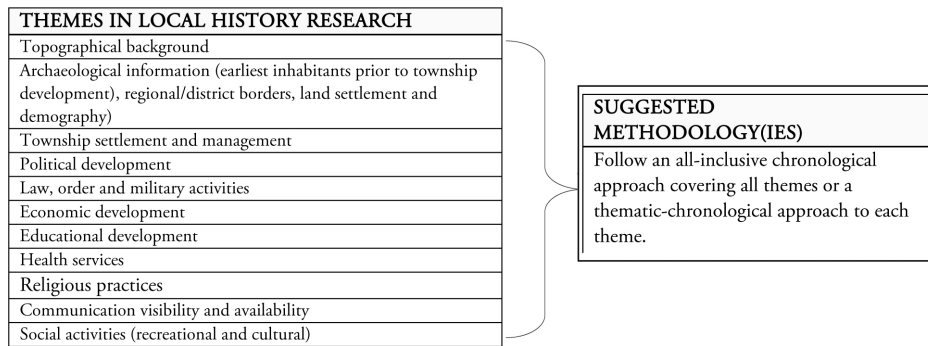 THEMES IN LOCAL HISTORY RESEARCH
Topographical background
Archaeological information (earliest inhabitants prior to township
development), regional/district borders, land settlement and
demography)
Township settlement and management
Political development
Law, order and military activities
Economic development
Educational development
Health services
Religious practices
Communication visibility and availability
Social activities (recreational and cultural)
SUGGESTED
METHODOLOGY(IES)
Follow an all-inclusive chronological
approach covering all themes or a
thematic-chronological approach to each
theme.